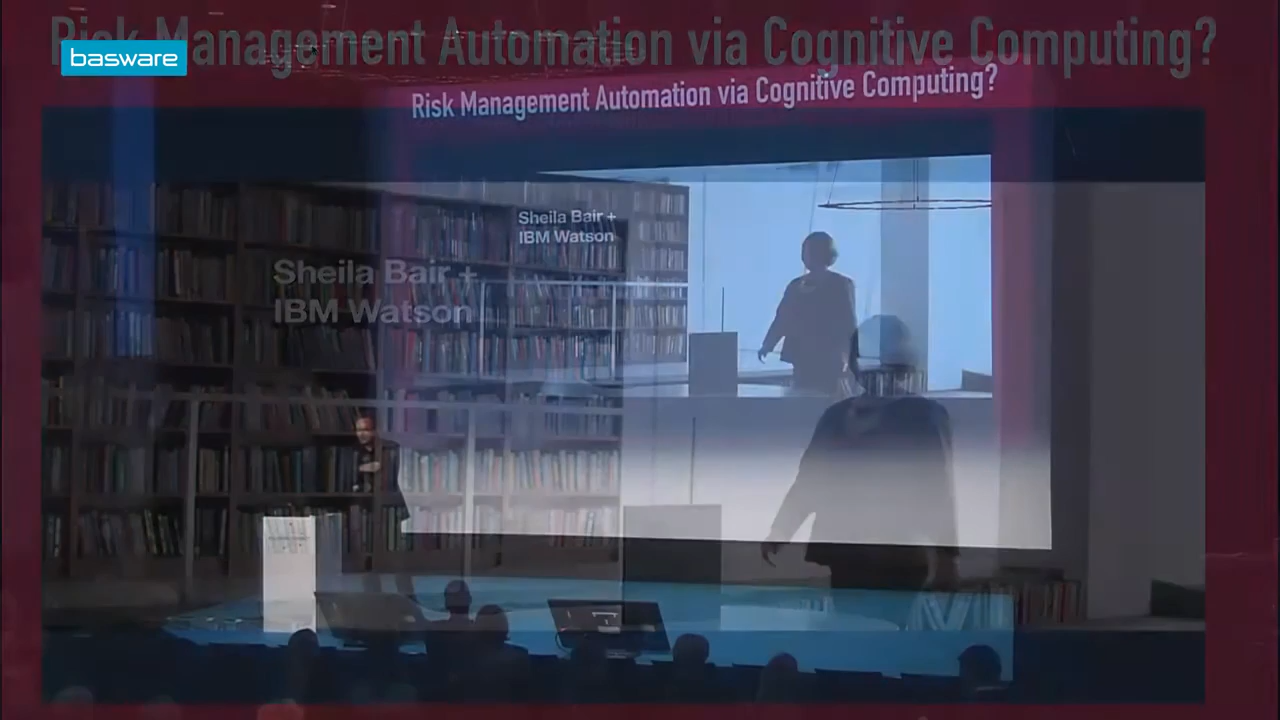 Risk Management Automation via Cognitive Computing?
basware
Risk Management Automation via Cognitive Computing?
Sheila Bair +
IBM Watson
Sheila Bair +
IBM Watson